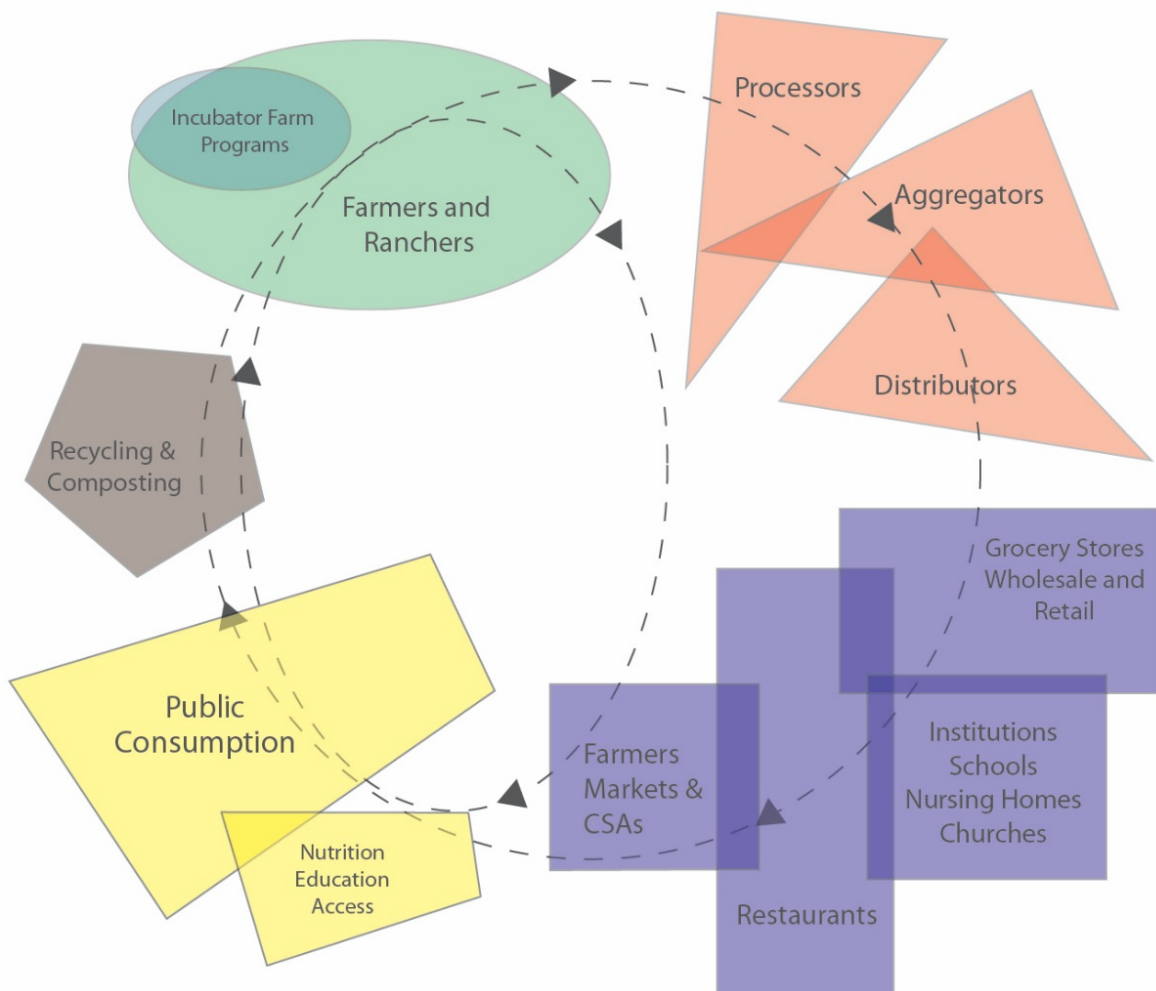 Incubator Farm
Programs
Farmers and
Ranchers
Processors
Aggregators
Distributors
Recycling &
Composting
Grocery Stores
Wholesale and
Retail
Public
Consumption
Farmers
Markets &
CSAs
Institutions
Schools
Nursing Homes
Churches
Nutrition
Education
Access
Restaurants